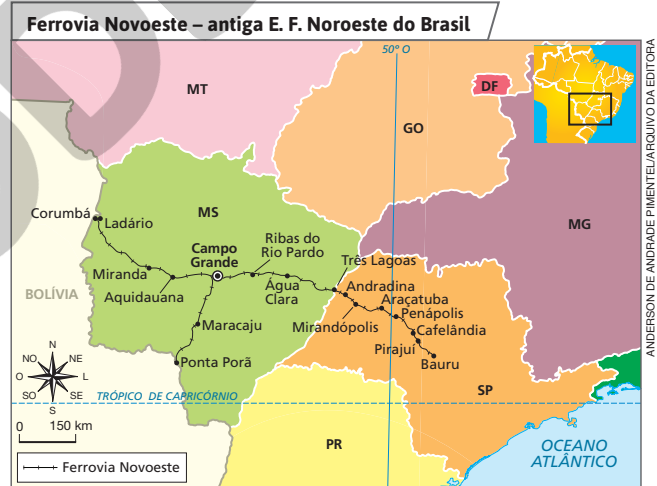 Ferrovia Novoeste – antiga E. F. Noroeste do Brasil
50° O
MT
DF
GO
MS
MG
Corumbá
Ladário
Campo
Grande
Ribas do
Rio Pardo
Três Lagoas
Miranda
Aquidauana
Água
Clara
Andradina
Araçatuba
Penápolis
Mirandópolis
Cafelândia
BOLÍVIA
Maracaju
Pirajuí
Bauru
Ponta Porã
N
NO
NE
O
L
SO
SE
S
TRÓPICO DE CAPRICÓRNIO
SP
0 150 km
PR
OCEANO
ATLÂNTICO
Ferrovia Novoeste
ANDERSON DE ANDRADE PIMENTEL/ARQUIVO DA EDITORA